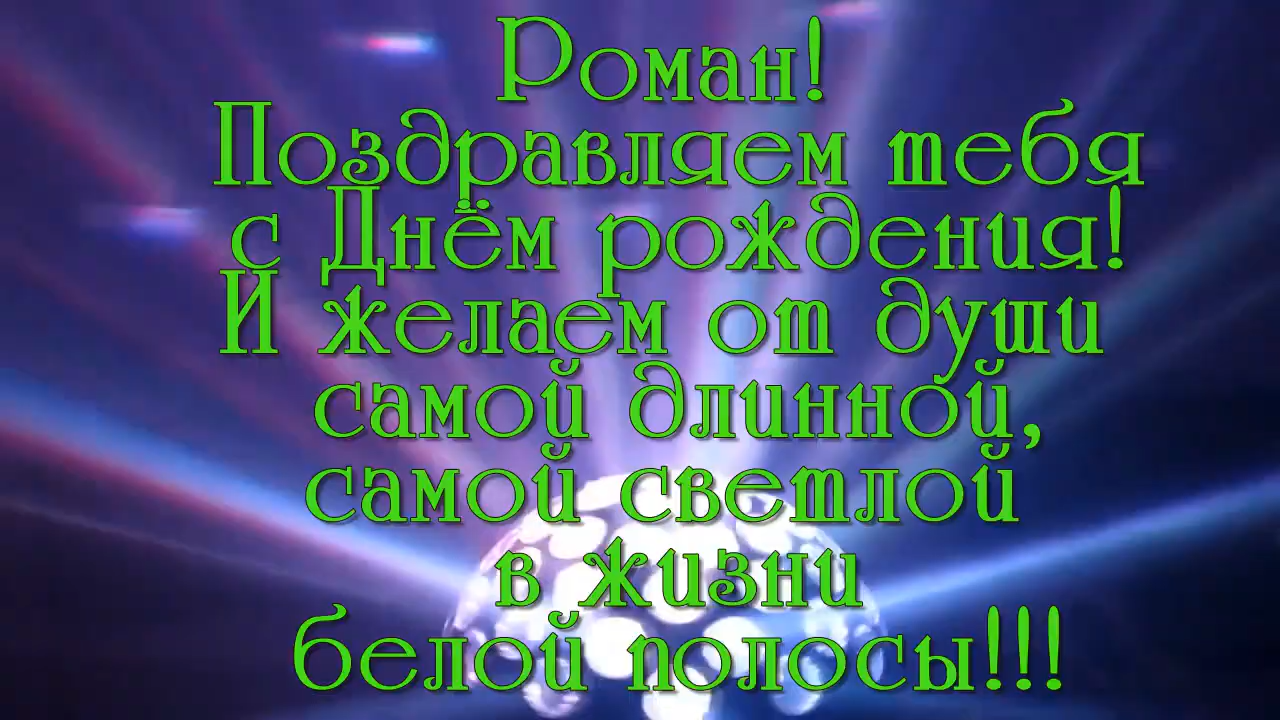 Роман!
Поздравляем тебя
с Днём рождения!
И желаем от души
самой длинной,
самой светлой
в жизни
белой полосы!!!